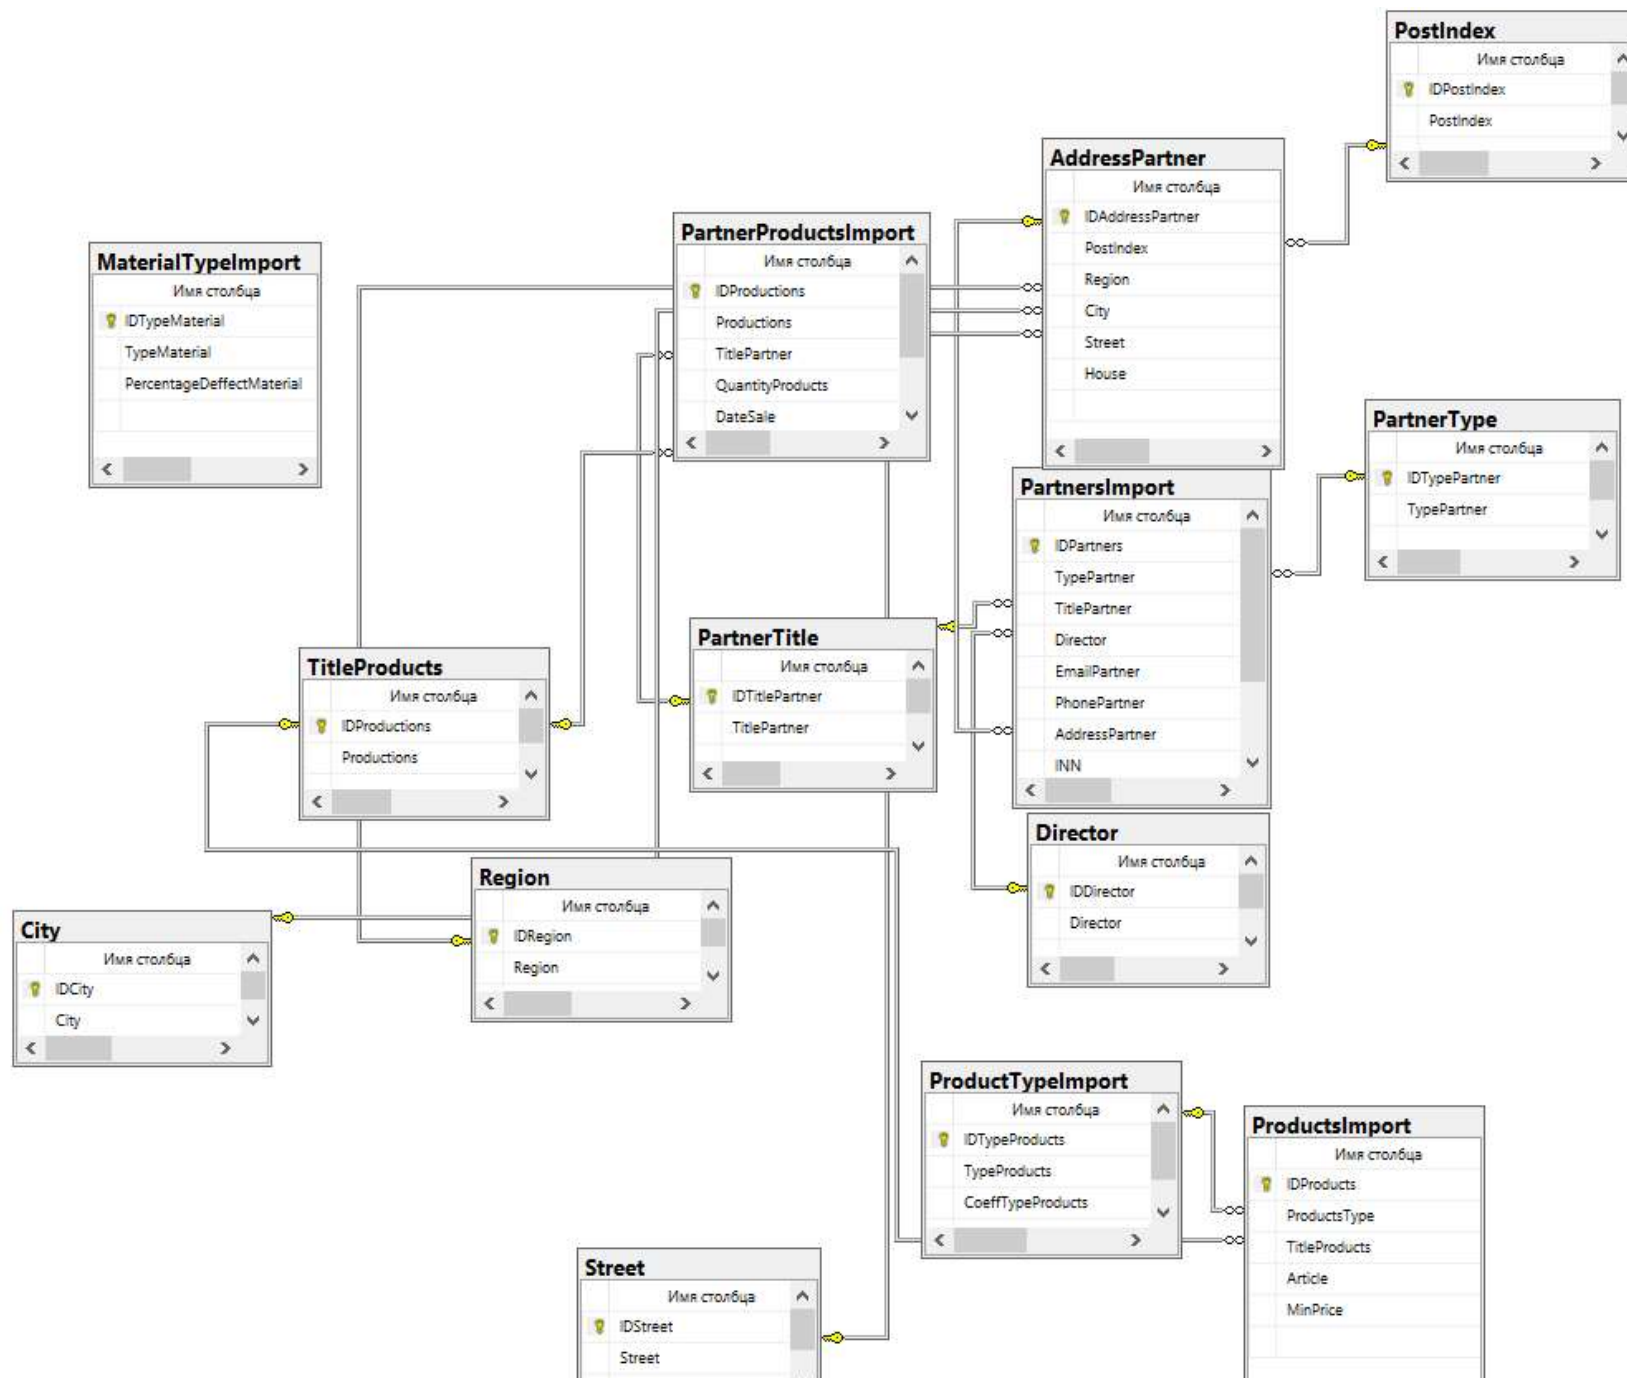 PostIndex
Имя столбца
IDPostIndex
PostIndex
AddressPartner
Имя столбца
IDAddressPartner
PostIndex
Region
City
Street
House
PartnerProductsImport
Имя столбца
IDProductions
Productions
TitlePartner
QuantityProducts
DateSale
MaterialTypeImport
Имя столбца
IDTypeMaterial
TypeMaterial
PercentageDeffectMaterial
PartnerType
Имя столбца
IDTypePartner
TypePartner
PartnersImport
Имя столбца
IDPartners
TypePartner
TitlePartner
Director
EmailPartner
PhonePartner
AddressPartner
INN
PartnerTitle
Имя столбца
IDTitlePartner
TitlePartner
TitleProducts
Имя столбца
IDProductions
Productions
Director
Имя столбца
IDDirector
Director
Region
Имя столбца
IDRegion
Region
City
Имя столбца
IDCity
City
ProductTypeImport
Имя столбца
IDTypeProducts
TypeProducts
CoeffTypeProducts
ProductsImport
Имя столбца
IDProducts
ProductsType
TitleProducts
Article
MinPrice
Street
Имя столбца
IDStreet
Street